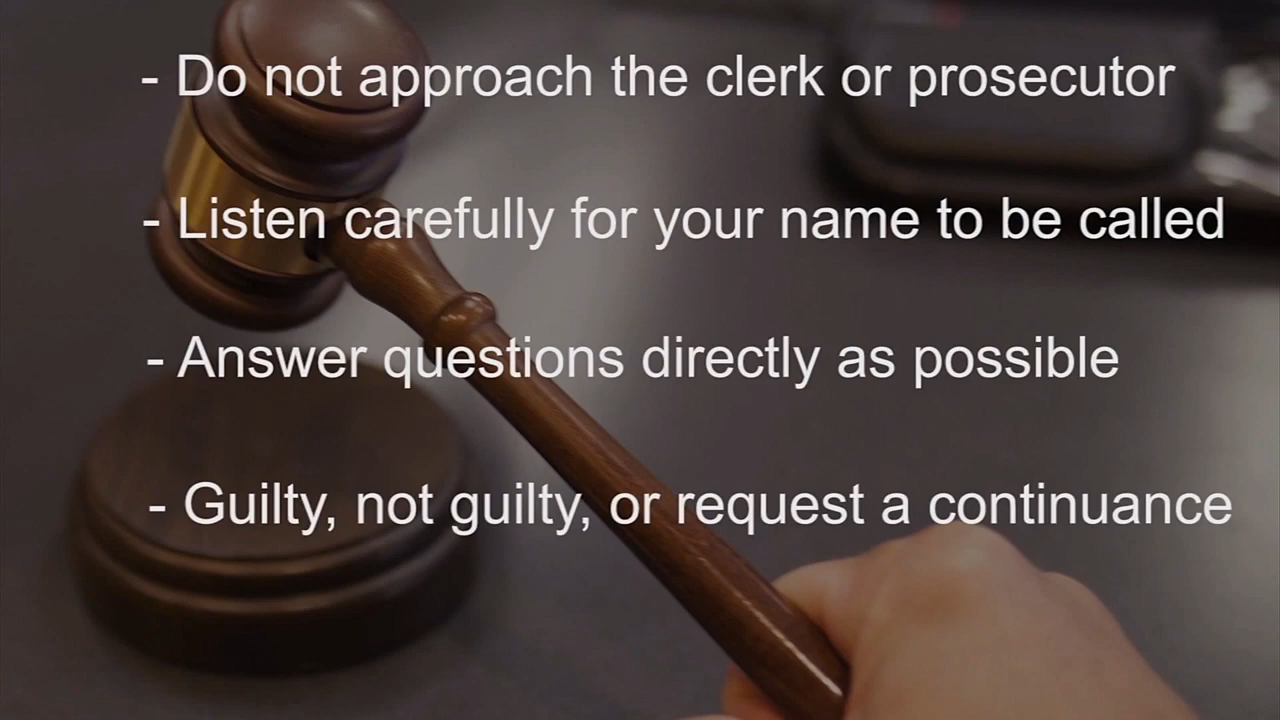 - Do not approach the clerk or prosecutor
- Listen carefully for your name to be called
- Answer questions directly as possible
- Guilty, not guilty, or request a continuance